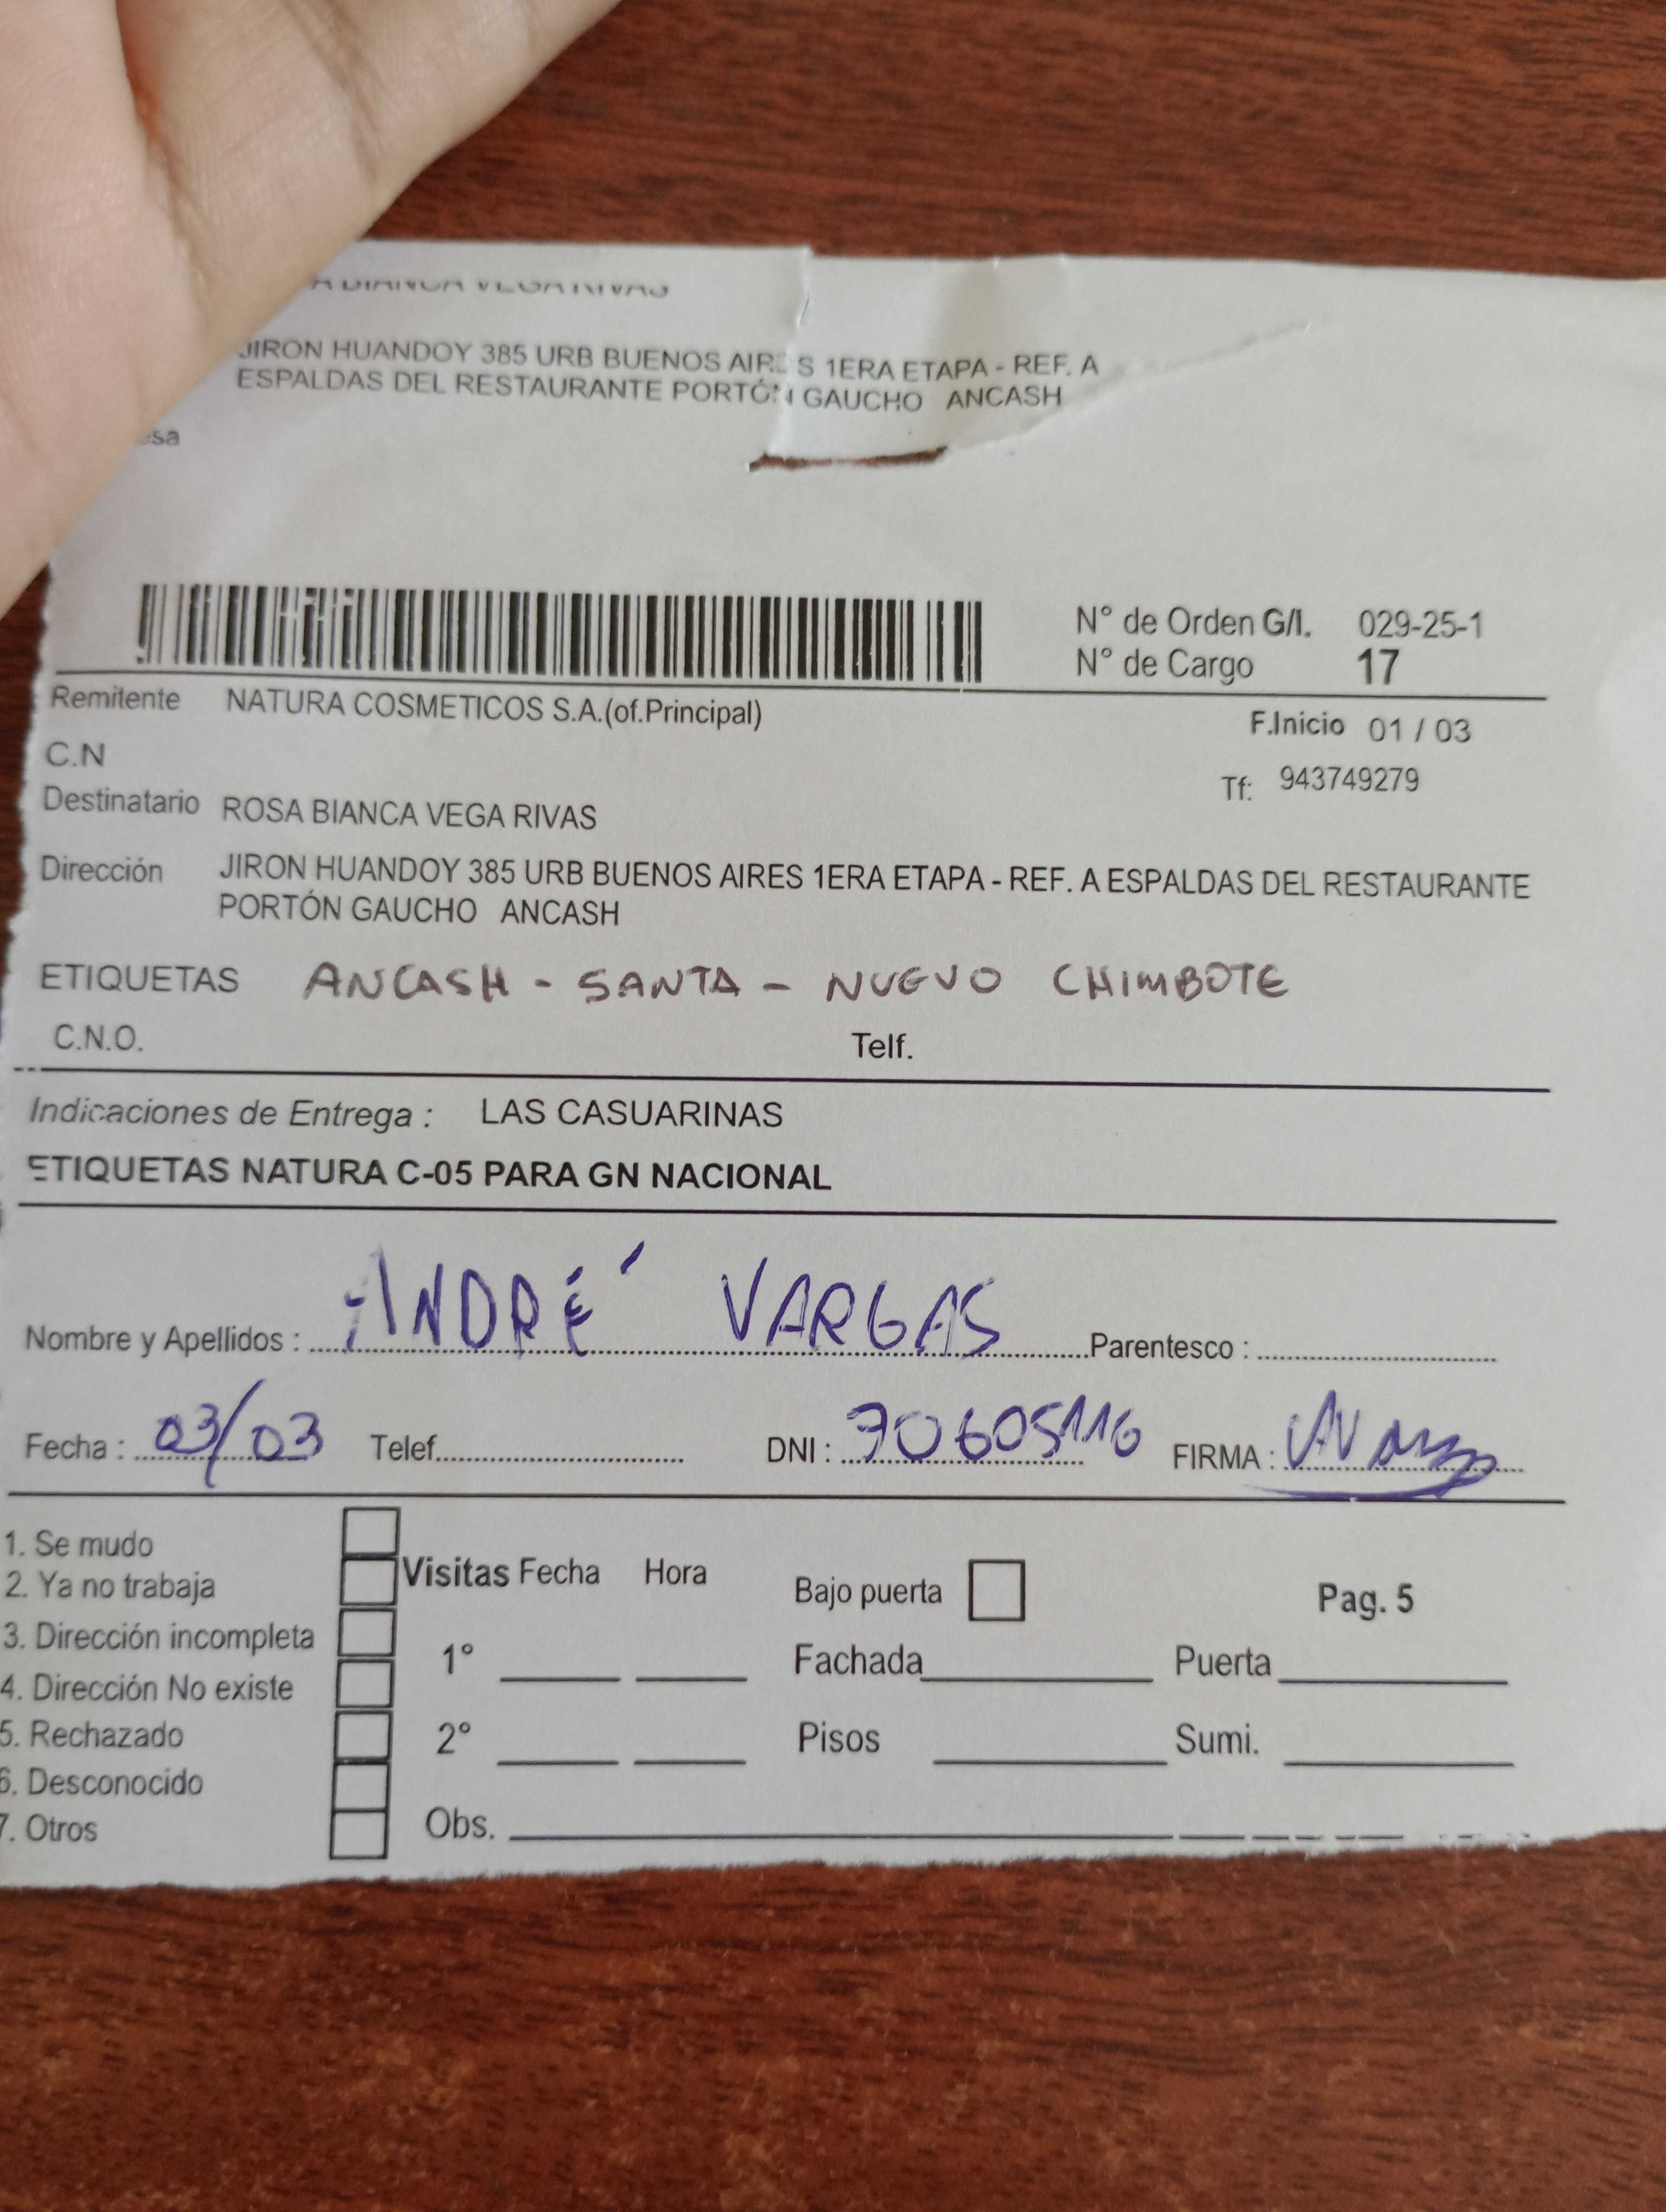 A BIANCA VEGA RIVAS
JIRON HUANDOY 385 URB BUENOS AIRES 1ERA ETAPA - REF. A
ESPALDAS DEL RESTAURANTE PORTÓN GAUCHO ANCASH
esa
N° de Orden G/I. 029-25-1
N° de Cargo 17
Remitente NATURA COSMETICOS S.A.(of.Principal)
F.Inicio 01 / 03
C.N
Tf: 943749279
Destinatario ROSA BIANCA VEGA RIVAS
Dirección JIRON HUANDOY 385 URB BUENOS AIRES 1ERA ETAPA - REF. A ESPALDAS DEL RESTAURANTE
PORTÓN GAUCHO ANCASH
ETIQUETAS ANCASH - SANTA - NUEVO CHIMBOTE
C.N.O. Telf.
Indicaciones de Entrega : LAS CASUARINAS
ETIQUETAS NATURA C-05 PARA GN NACIONAL
Nombre y Apellidos : ANDRÉ VARGAS Parentesco :
Fecha : 03/03 Telef. DNI : 70605116 FIRMA :
1. Se mudo
2. Ya no trabaja
3. Dirección incompleta
4. Dirección No existe
5. Rechazado
6. Desconocido
7. Otros
Visitas Fecha Hora
1°
2°
Obs.
Bajo puerta
Pag. 5
Fachada Puerta
Pisos Sumi.